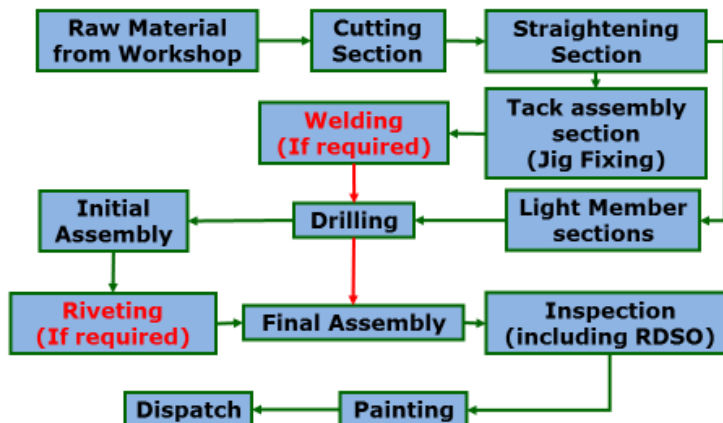 Raw Material
from Workshop
Cutting
Section
Straightening
Section
Welding
(If required)
Tack assembly
section
(Jig Fixing)
Initial
Assembly
Drilling
Light Member
sections
Riveting
(If required)
Final Assembly
Inspection
(including RDSO)
Dispatch
Painting